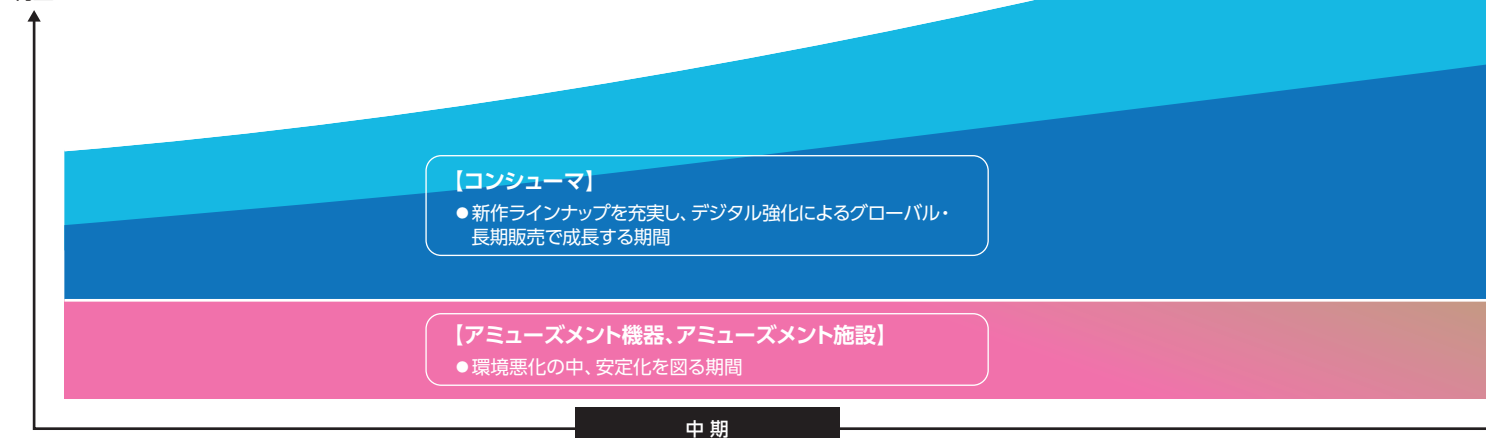 【コンシューマ】
●新作ラインナップを充実し、デジタル強化によるグローバル・
長期販売で成長する期間
【アミューズメント機器、アミューズメント施設】
●環境悪化の中、安定化を図る期間
中期